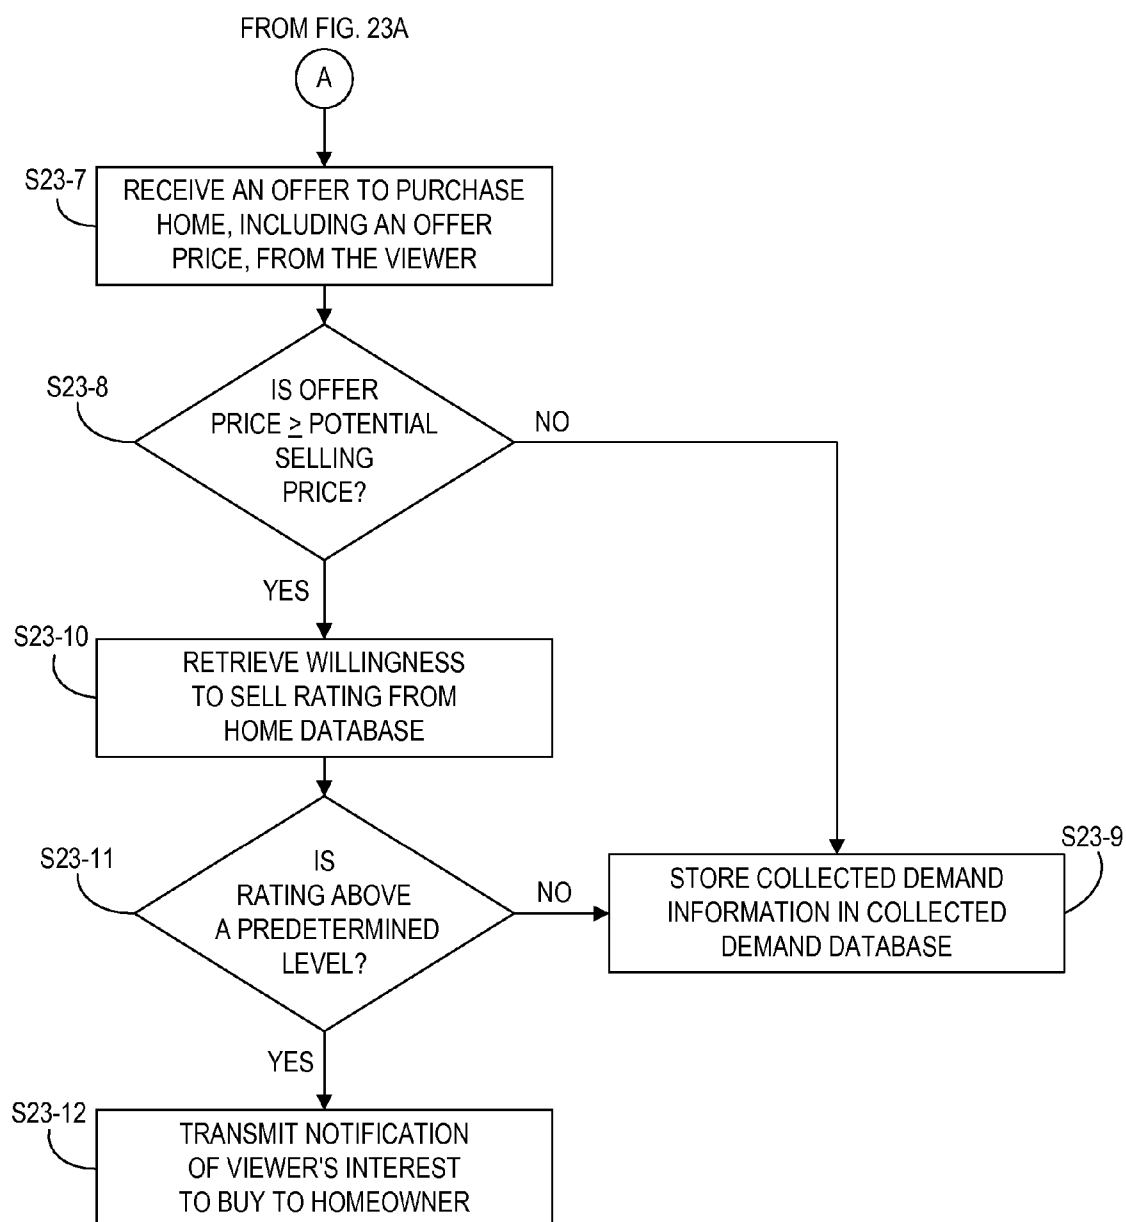 FROM FIG. 23A
A
S23-7
RECEIVE AN OFFER TO PURCHASE
HOME, INCLUDING AN OFFER
PRICE, FROM THE VIEWER
S23-8
IS OFFER
PRICE ≥ POTENTIAL
SELLING
PRICE?
NO
YES
S23-10
RETRIEVE WILLINGNESS
TO SELL RATING FROM
HOME DATABASE
S23-11
IS
RATING ABOVE
A PREDETERMINED
LEVEL?
NO
S23-9
STORE COLLECTED DEMAND
INFORMATION IN COLLECTED
DEMAND DATABASE
YES
S23-12
TRANSMIT NOTIFICATION
OF VIEWER'S INTEREST
TO BUY TO HOMEOWNER